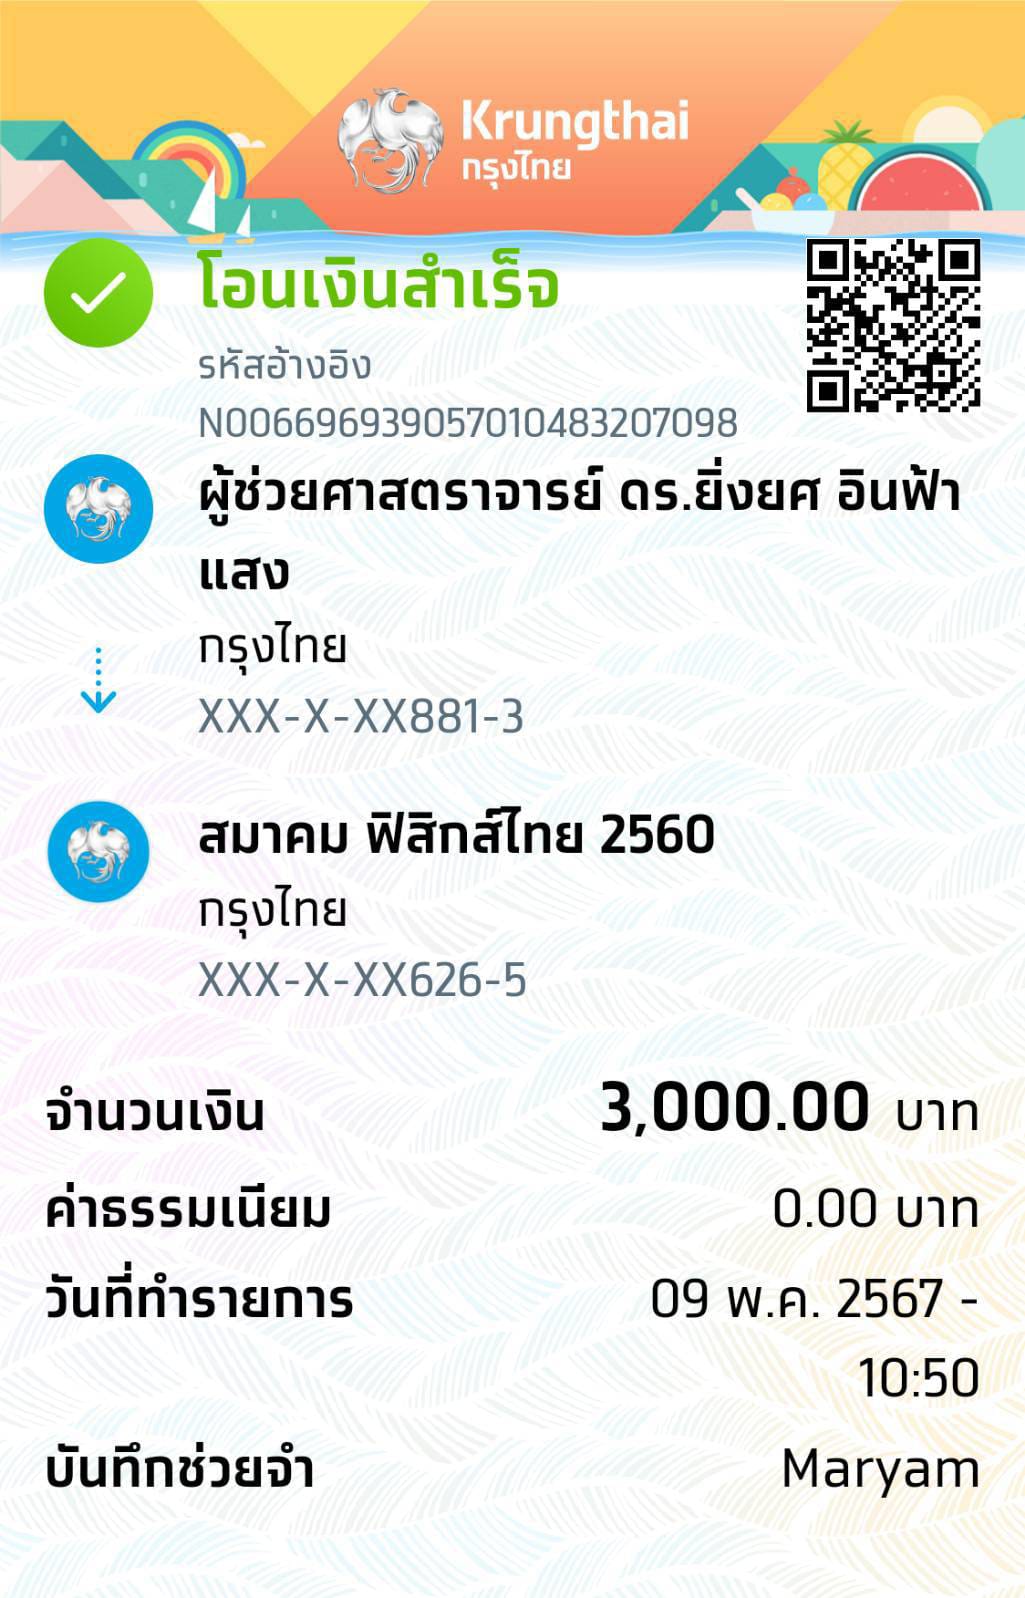 Krungthai
กรุงไทย
โอนเงินสำเร็จ
รหัสอ้างอิง
N00669693905701048320​7098
ผู้ช่วยศาสตราจารย์ ดร.ยิ่งยศ อินฟ้า
แสง
กรุงไทย
XXX-X-XX881-3
สมาคม ฟิสิกส์ไทย 2560
กรุงไทย
XXX-X-XX626-5
จำนวนเงิน 3,000.00 บาท
ค่าธรรมเนียม 0.00 บาท
วันที่ทำรายการ 09 พ.ค. 2567 -
10:50
บันทึกช่วยจำ Maryam